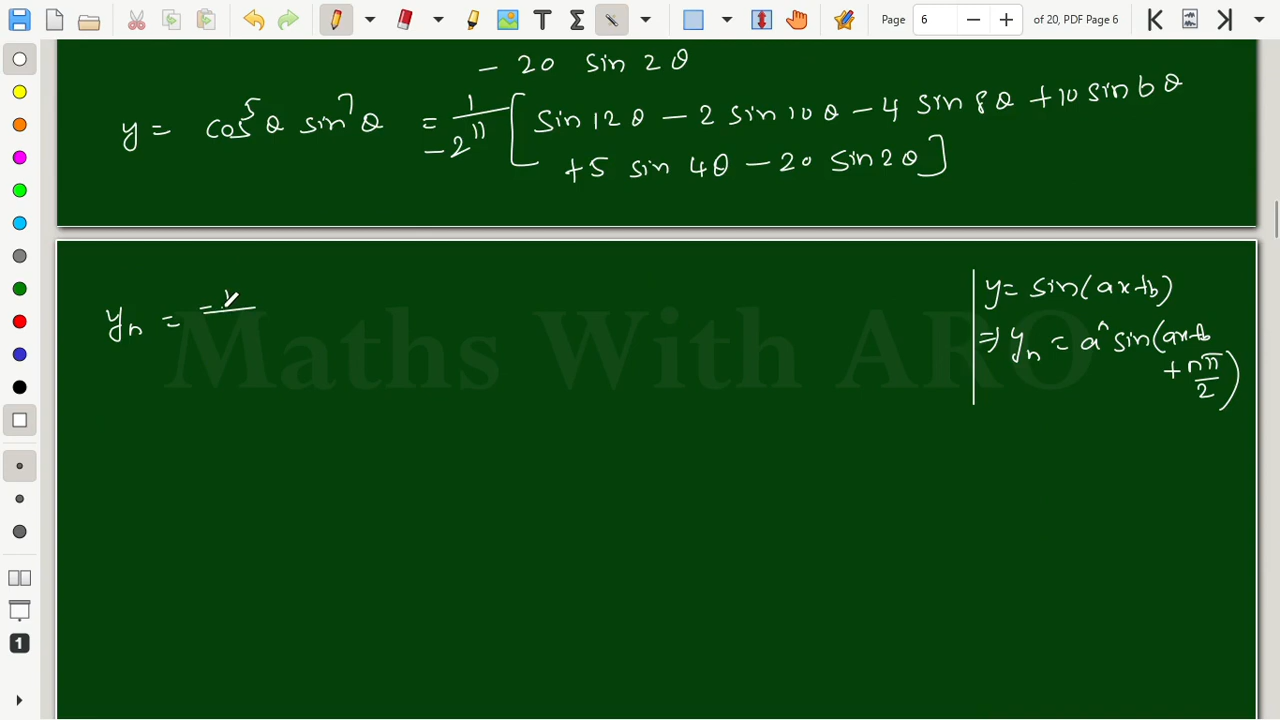 Page 6 of 20, PDF Page 6
- 20 sin 2θ
y = cos⁵θ sin⁷θ = 1/-2¹¹ [ sin 12θ - 2 sin 10θ - 4 sin 8θ + 10 sin 6θ
+5 sin 4θ - 20 sin 2θ ]
y = sin(ax+b)
yₙ =
⇒ yₙ = aⁿ sin(ax+b
+ nπ/2)
Maths With ARO
1